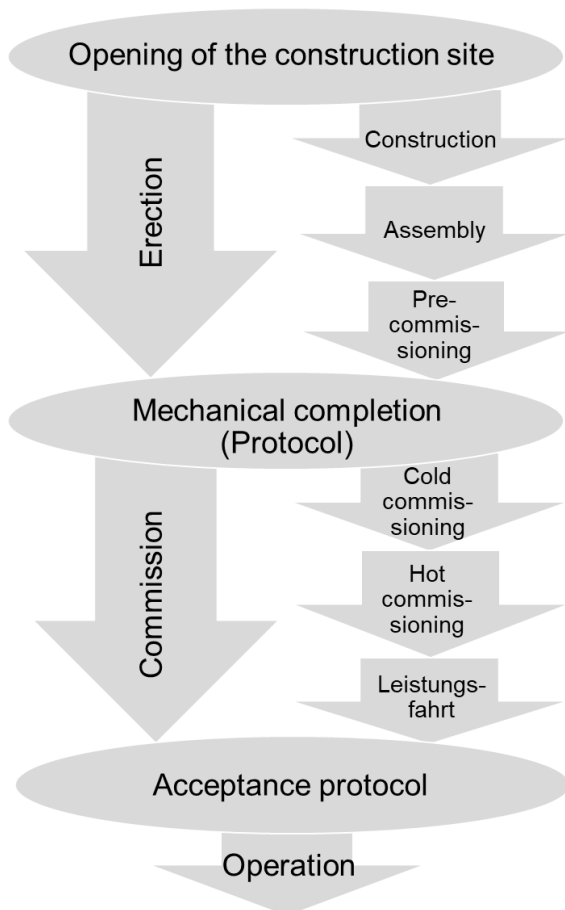 Opening of the construction site
Erection
Construction
Assembly
Pre-
commis-
sioning
Mechanical completion
(Protocol)
Commission
Cold
commis-
sioning
Hot
commis-
sioning
Leistungs-
fahrt
Acceptance protocol
Operation